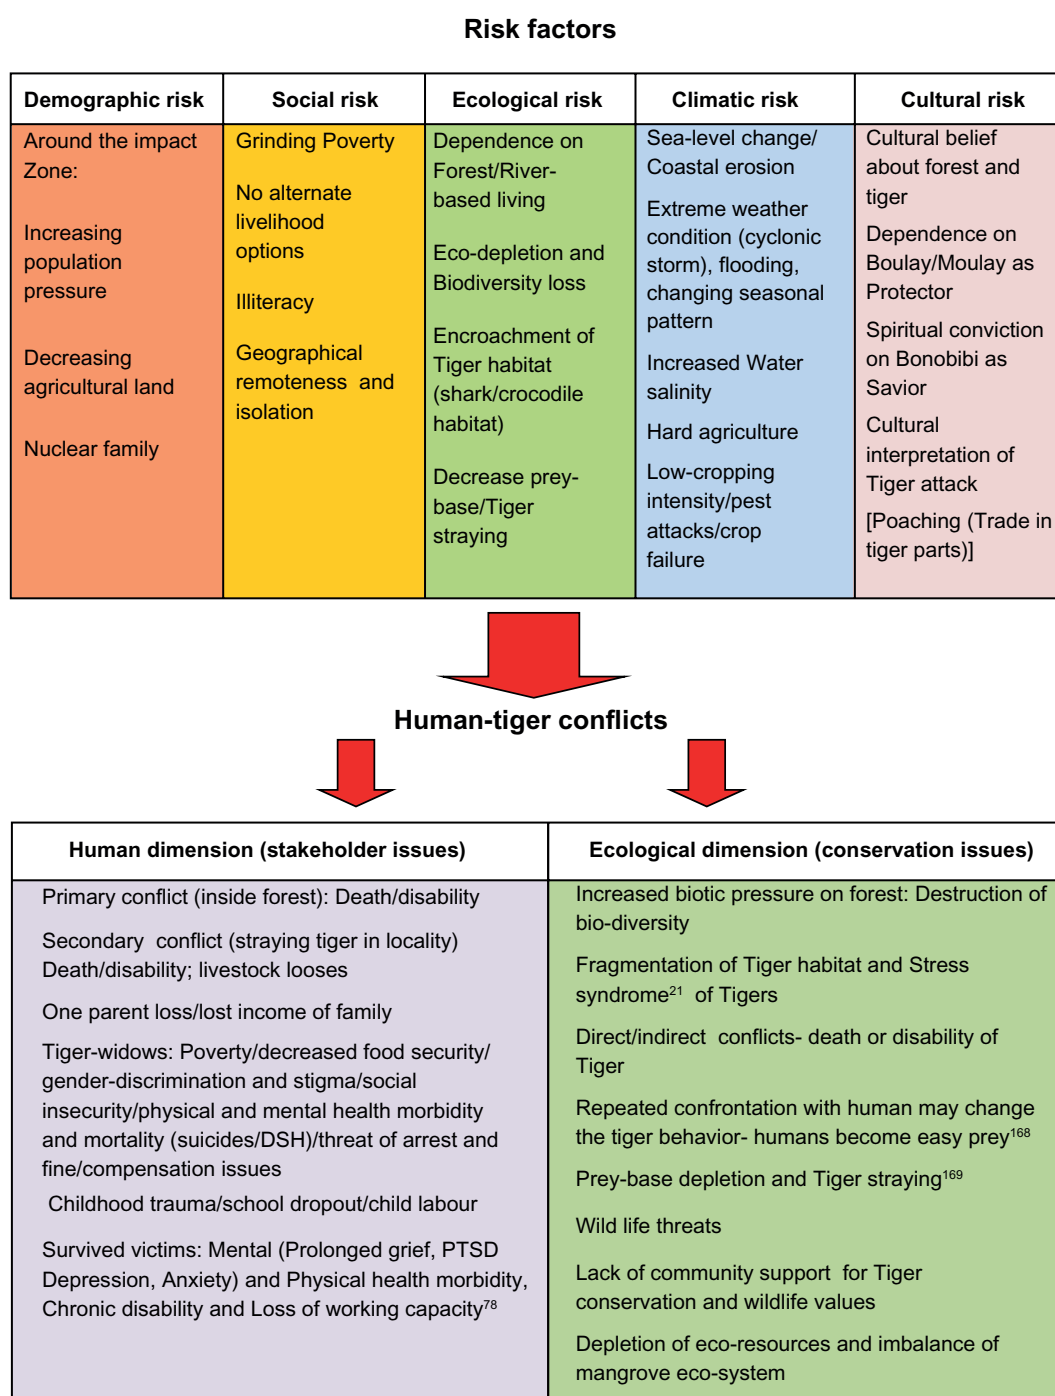 Risk factors
Demographic risk
Social risk
Ecological risk
Climatic risk
Cultural risk
Around the impact
Zone:
Increasing
population
pressure
Decreasing
agricultural land
Nuclear family
Grinding Poverty
No alternate
livelihood
options
Illiteracy
Geographical
remoteness and
isolation
Dependence on
Forest/River-
based living
Eco-depletion and
Biodiversity loss
Encroachment of
Tiger habitat
(shark/crocodile
habitat)
Decrease prey-
base/Tiger
straying
Sea-level change/
Coastal erosion
Extreme weather
condition (cyclonic
storm), flooding,
changing seasonal
pattern
Increased Water
salinity
Hard agriculture
Low-cropping
intensity/pest
attacks/crop
failure
Cultural belief
about forest and
tiger
Dependence on
Boulay/Moulay as
Protector
Spiritual conviction
on Bonobibi as
Savior
Cultural
interpretation of
Tiger attack
[Poaching (Trade in
tiger parts)]
Human-tiger conflicts
Human dimension (stakeholder issues)
Primary conflict (inside forest): Death/disability
Secondary conflict (straying tiger in locality)
Death/disability; livestock looses
One parent loss/lost income of family
Tiger-widows: Poverty/decreased food security/
gender-discrimination and stigma/social
insecurity/physical and mental health morbidity
and mortality (suicides/DSH)/threat of arrest and
fine/compensation issues
Childhood trauma/school dropout/child labour
Survived victims: Mental (Prolonged grief, PTSD
Depression, Anxiety) and Physical health morbidity,
Chronic disability and Loss of working capacity78
Ecological dimension (conservation issues)
Increased biotic pressure on forest: Destruction of
bio-diversity
Fragmentation of Tiger habitat and Stress
syndrome21 of Tigers
Direct/indirect conflicts- death or disability of
Tiger
Repeated confrontation with human may change
the tiger behavior- humans become easy prey168
Prey-base depletion and Tiger straying169
Wild life threats
Lack of community support for Tiger
conservation and wildlife values
Depletion of eco-resources and imbalance of
mangrove eco-system